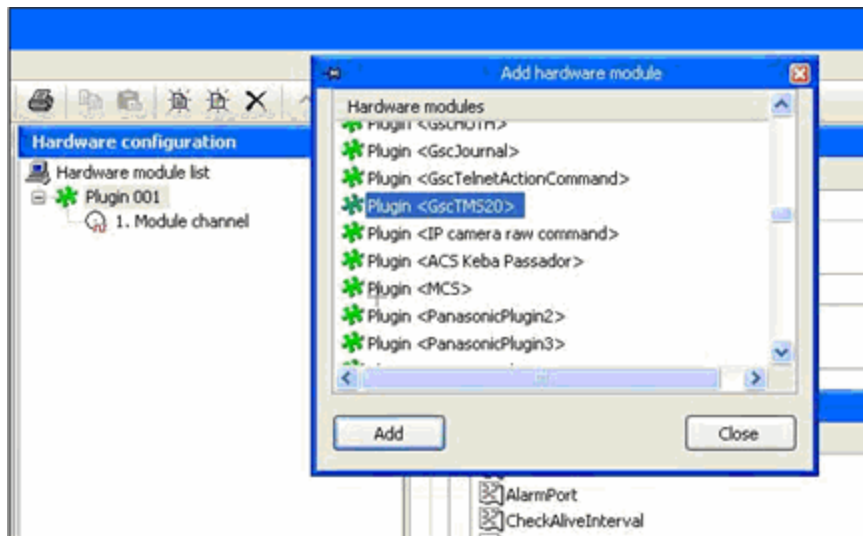 Add hardware module
Hardware modules
Hardware configuration
Hardware module list
Plugin 001
1. Module channel
Plugin <GscJournal>
Plugin <GscTelnetActionCommand>
Plugin <GscTMS20>
Plugin <IP camera raw command>
Plugin <ACS Keba Passador>
Plugin <MCS>
Plugin <PanasonicPlugin2>
Plugin <PanasonicPlugin3>
Add
Close
AlarmPort
CheckAliveInterval